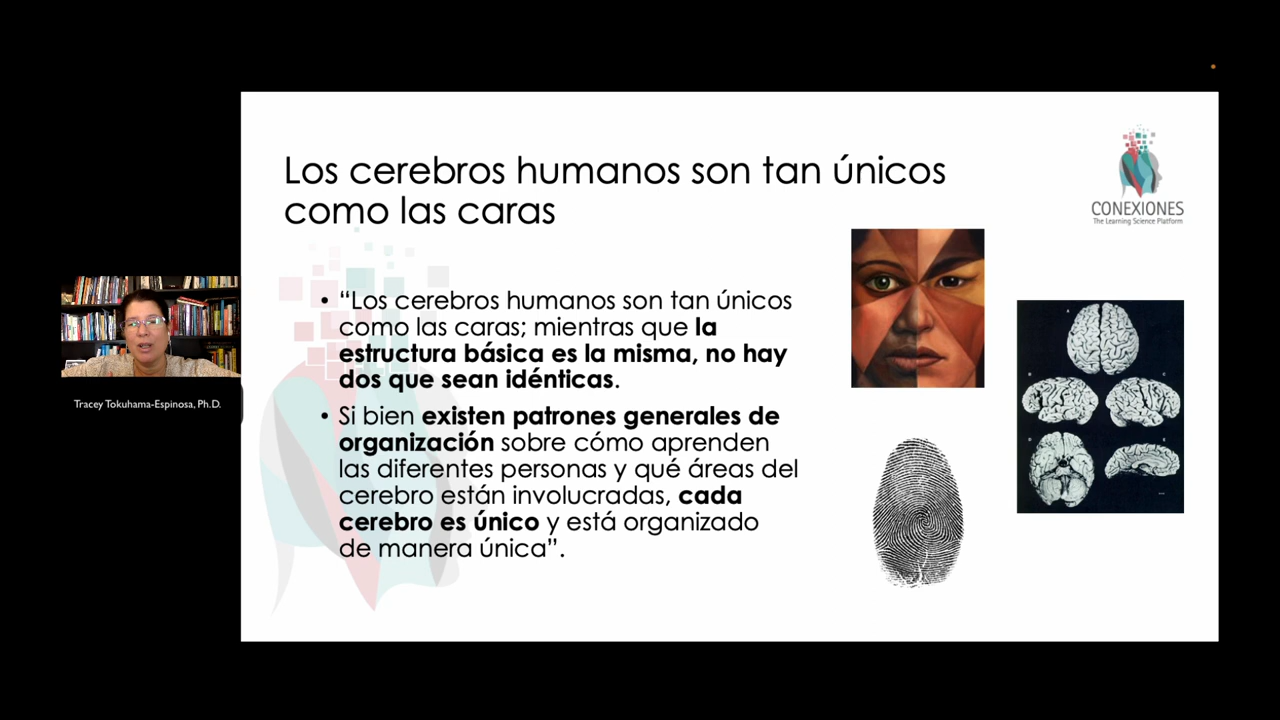 Los cerebros humanos son tan únicos
como las caras
CONEXIONES
The Learning Science Platform
• “Los cerebros humanos son tan únicos
como las caras; mientras que la
estructura básica es la misma, no hay
dos que sean idénticas.
• Si bien existen patrones generales de
organización sobre cómo aprenden
las diferentes personas y qué áreas del
cerebro están involucradas, cada
cerebro es único y está organizado
de manera única”.
Tracey Tokuhama-Espinosa, Ph.D.